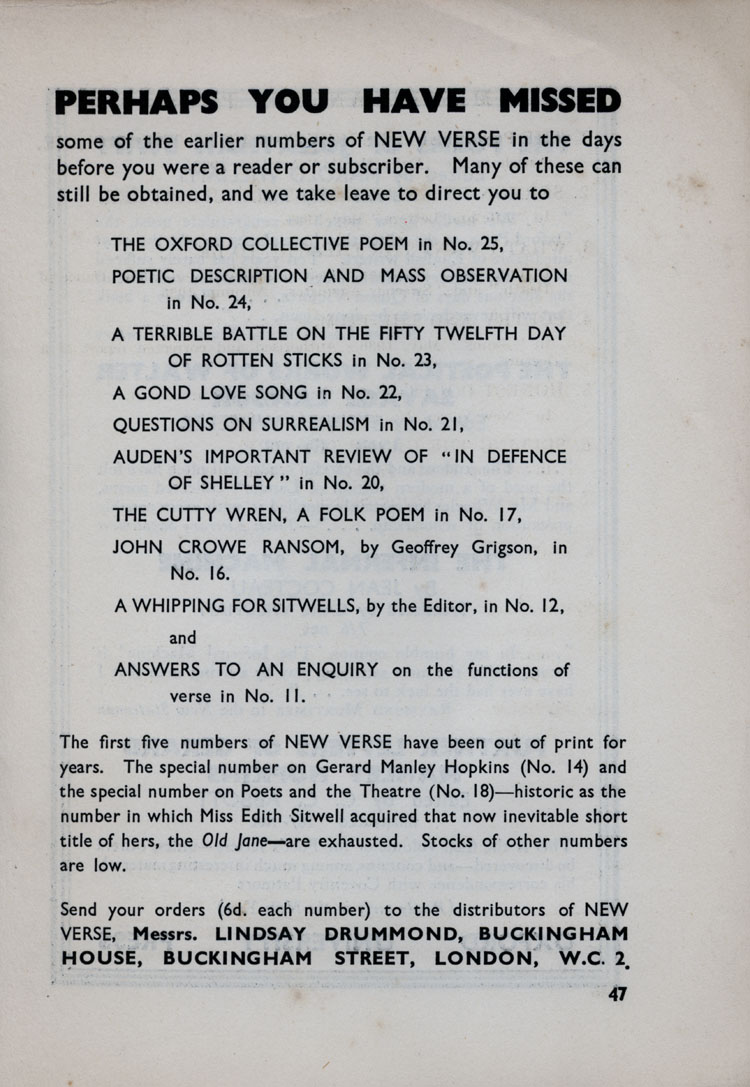 PERHAPS YOU HAVE MISSED
some of the earlier numbers of NEW VERSE in the days
before you were a reader or subscriber. Many of these can
still be obtained, and we take leave to direct you to
THE OXFORD COLLECTIVE POEM in No. 25,
POETIC DESCRIPTION AND MASS OBSERVATION
in No. 24,
A TERRIBLE BATTLE ON THE FIFTY TWELFTH DAY
OF ROTTEN STICKS in No. 23,
A GOND LOVE SONG in No. 22,
QUESTIONS ON SURREALISM in No. 21,
AUDEN'S IMPORTANT REVIEW OF "IN DEFENCE
OF SHELLEY" in No. 20,
THE CUTTY WREN, A FOLK POEM in No. 17,
JOHN CROWE RANSOM, by Geoffrey Grigson, in
No. 16.
A WHIPPING FOR SITWELLS, by the Editor, in No. 12,
and
ANSWERS TO AN ENQUIRY on the functions of
verse in No. 11.
The first five numbers of NEW VERSE have been out of print for
years. The special number on Gerard Manley Hopkins (No. 14) and
the special number on Poets and the Theatre (No. 18)—historic as the
number in which Miss Edith Sitwell acquired that now inevitable short
title of hers, the Old Jane—are exhausted. Stocks of other numbers
are low.
Send your orders (6d. each number) to the distributors of NEW
VERSE, Messrs. LINDSAY DRUMMOND, BUCKINGHAM
HOUSE, BUCKINGHAM STREET, LONDON, W.C. 2.
47